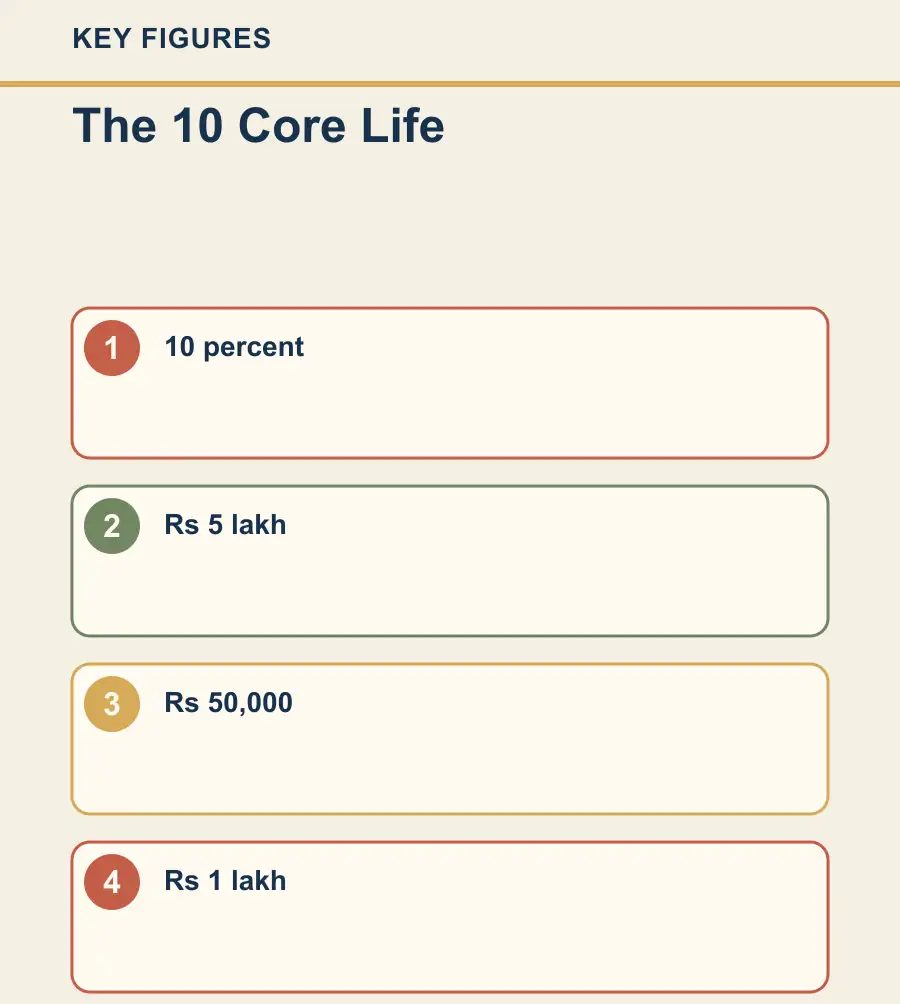 KEY FIGURES
The 10 Core Life
1 10 percent
2 Rs 5 lakh
3 Rs 50,000
4 Rs 1 lakh